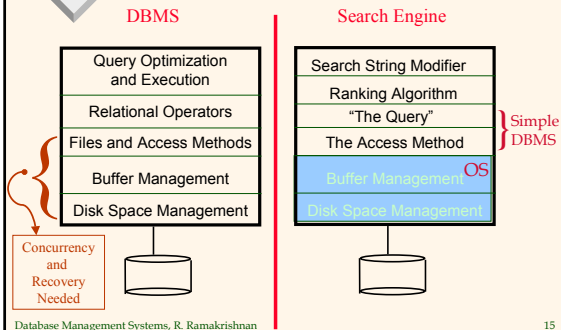 DBMS
Query Optimization
and Execution
Relational Operators
Files and Access Methods
Buffer Management
Disk Space Management
Concurrency
and
Recovery
Needed
Search Engine
Search String Modifier
Ranking Algorithm
“The Query”
The Access Method
Buffer Management
OS
Disk Space Management
Simple
DBMS
Database Management Systems, R. Ramakrishnan
15